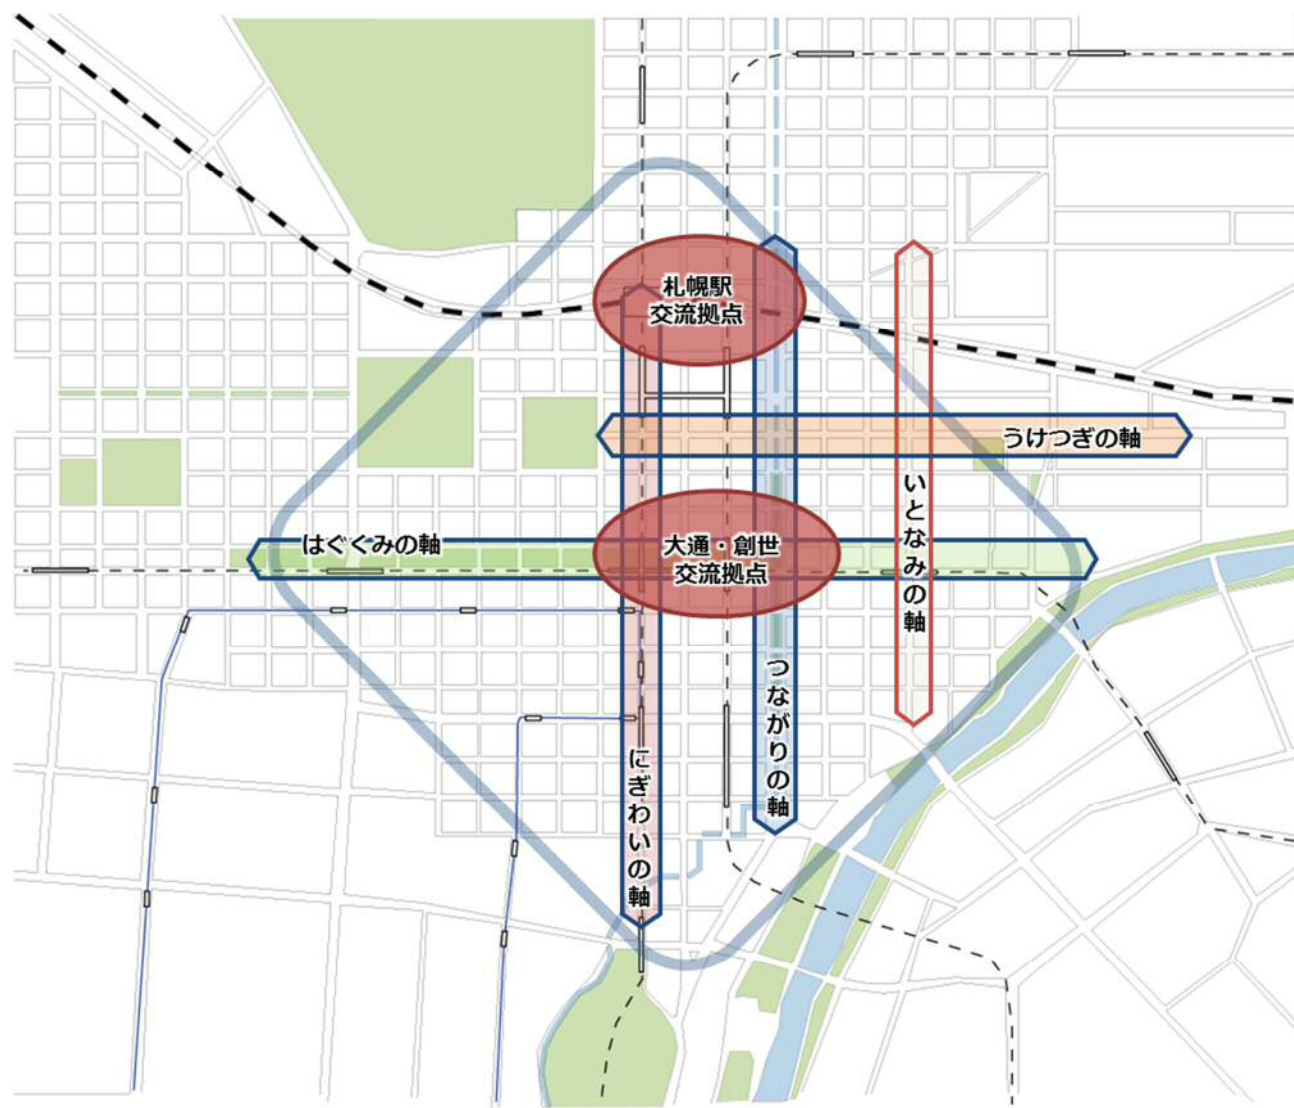 札幌駅
交流拠点
うけつぎの軸
いとなみの軸
はぐくみの軸
大通・創世
交流拠点
つながりの軸
にぎわいの軸